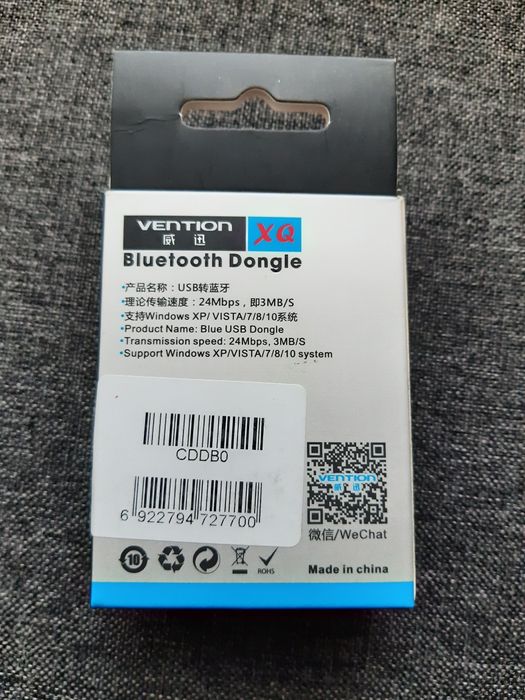 VENTION
威迅
XQ
Bluetooth Dongle
•产品名称：USB转蓝牙
•理论传输速度：24Mbps，即3MB/S
•支持Windows XP/ VISTA/7/8/10系统
•Product Name: Blue USB Dongle
•Transmission speed: 24Mbps, 3MB/S
•Support Windows XP/VISTA/7/8/10 system
CDDB0
6 922794 727700
VENTION
威迅
微信/WeChat
10
ROHS
Made in china